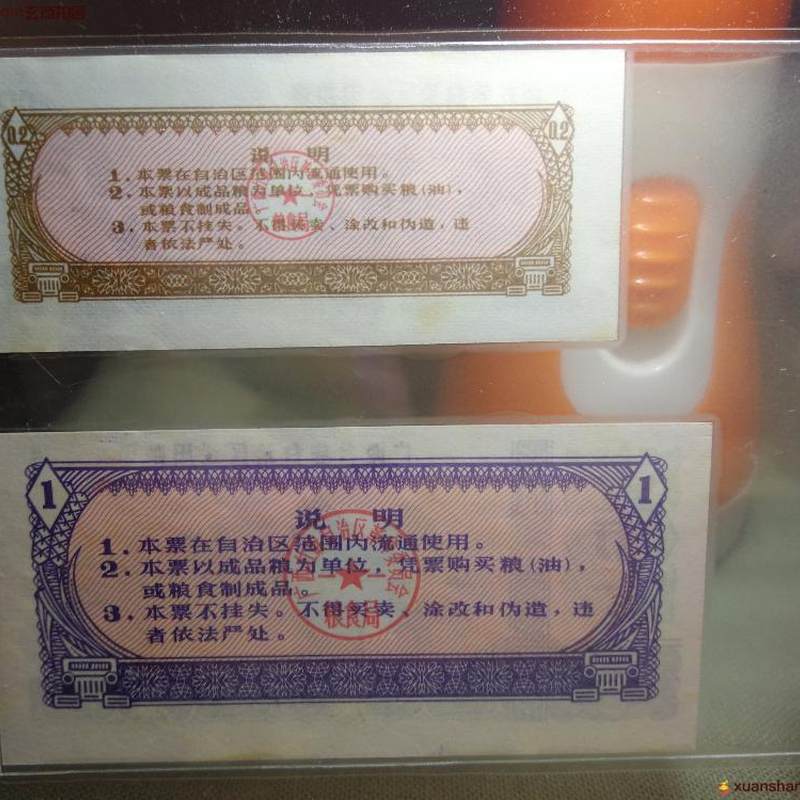 0.2
0.2
说 明
1. 本票在自治区范围内流通使用。
2. 本票以成品粮为单位，凭票购买粮(油)，
或粮食制成品。
3. 本票不挂失。不得买卖、涂改和伪造，违
者依法严处。
粮食局
1
1
说 明
1. 本票在自治区范围内流通使用。
2. 本票以成品粮为单位，凭票购买粮(油)，
或粮食制成品。
3. 本票不挂失。不得买卖、涂改和伪造，违
者依法严处。
粮食局
xuanshan